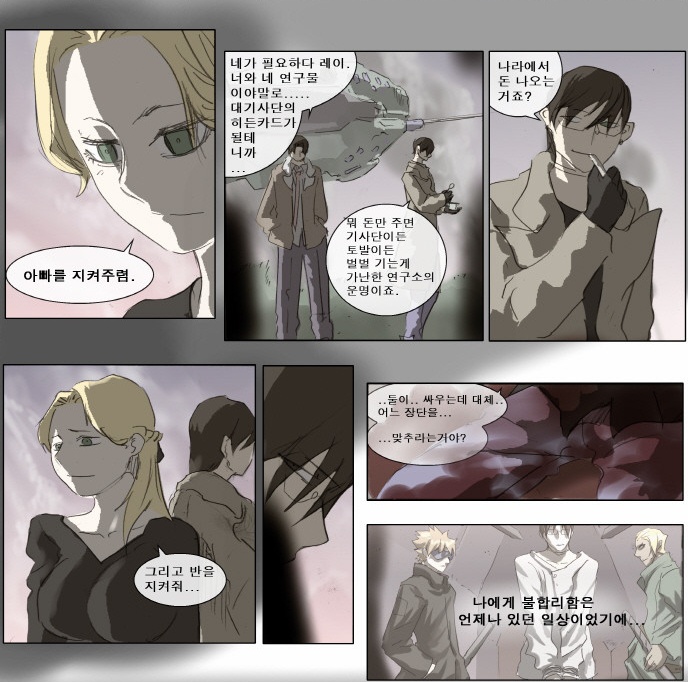 아빠를 지켜주렴.
네가 필요하다 레이.
너와 네 연구물
이야말로.....
대기사단의
히든카드가
될테
니까
...
뭐 돈만 주면
기사단이든
토발이든
벌벌 기는게
가난한 연구소의
운명이죠.
나라에서
돈 나오는
거죠?
그리고 반을
지켜줘...
..둘이.. 싸우는데 대체..
어느 장단을...
...맞추라는거야?
나에게 불합리함은
언제나 있던 일상이었기에...